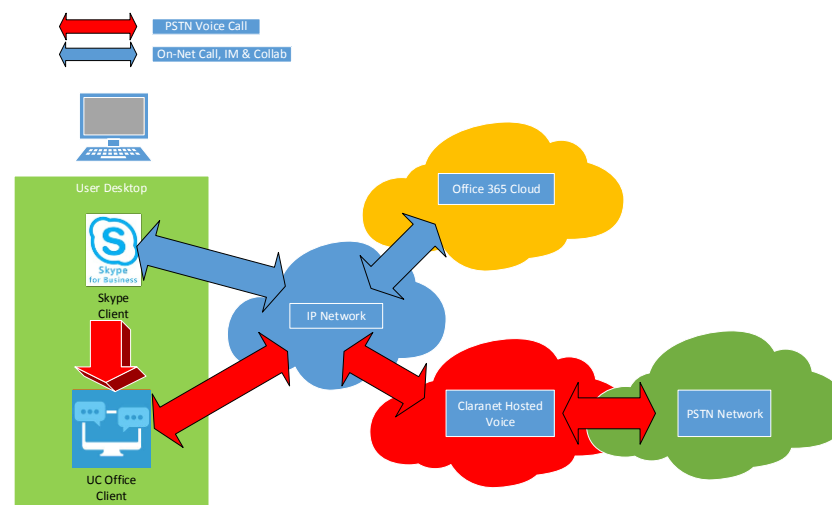 PSTN Voice Call
On-Net Call, IM & Collab
User Desktop
Office 365 Cloud
S
Skype
for Business
Skype
Client
IP Network
Claranet Hosted
Voice
PSTN Network
UC Office
Client